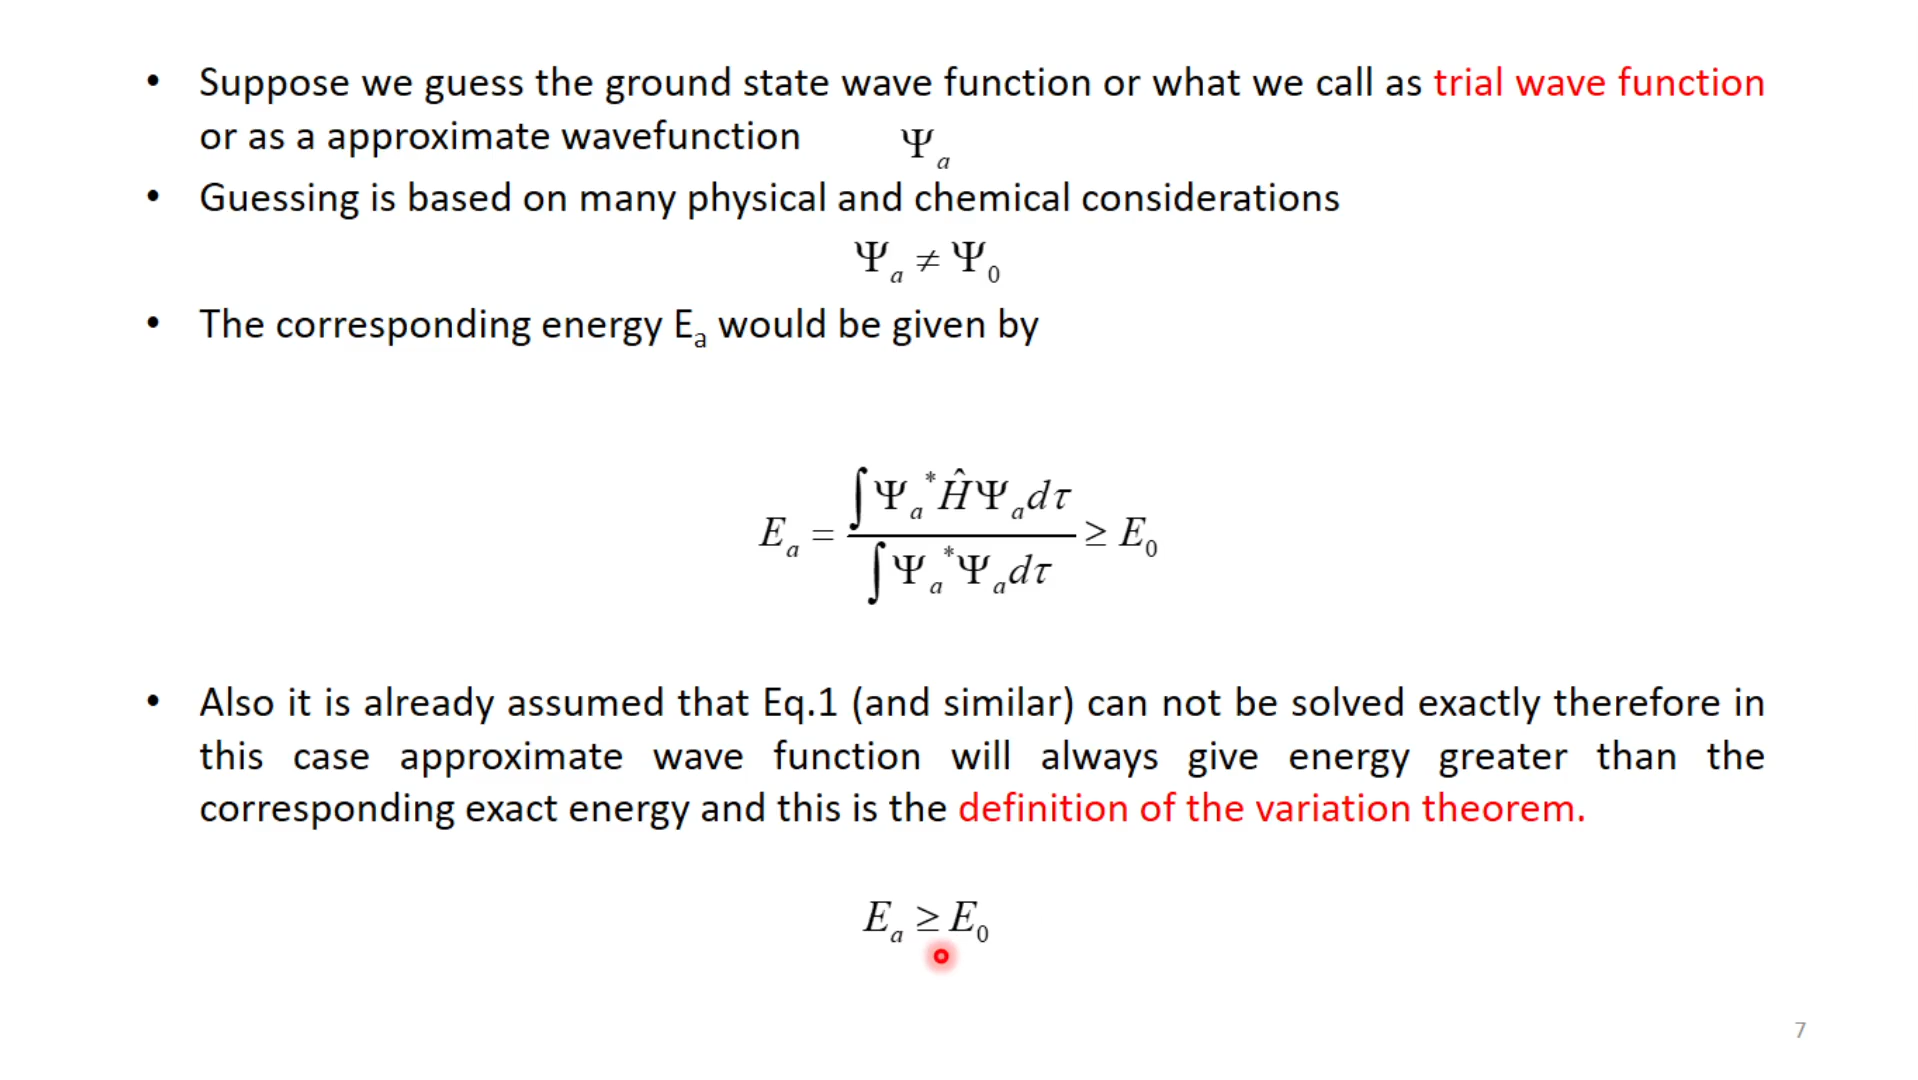 • Suppose we guess the ground state wave function or what we call as trial wave function
or as a approximate wavefunction Ψₐ
• Guessing is based on many physical and chemical considerations
Ψₐ ≠ Ψ₀
• The corresponding energy Eₐ would be given by
Eₐ = ∫Ψₐ*ĤΨₐdτ / ∫Ψₐ*Ψₐdτ ≥ E₀
• Also it is already assumed that Eq.1 (and similar) can not be solved exactly therefore in
this case approximate wave function will always give energy greater than the
corresponding exact energy and this is the definition of the variation theorem.
Eₐ ≥ E₀
7